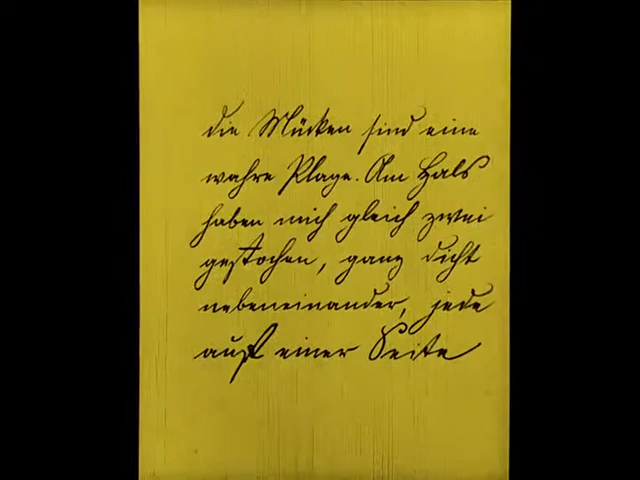 die Mücken sind eine
wahre Plage. Am Hals
haben mich gleich zwei
gestochen, ganz dicht
nebeneinander, jede
auf einer Seite